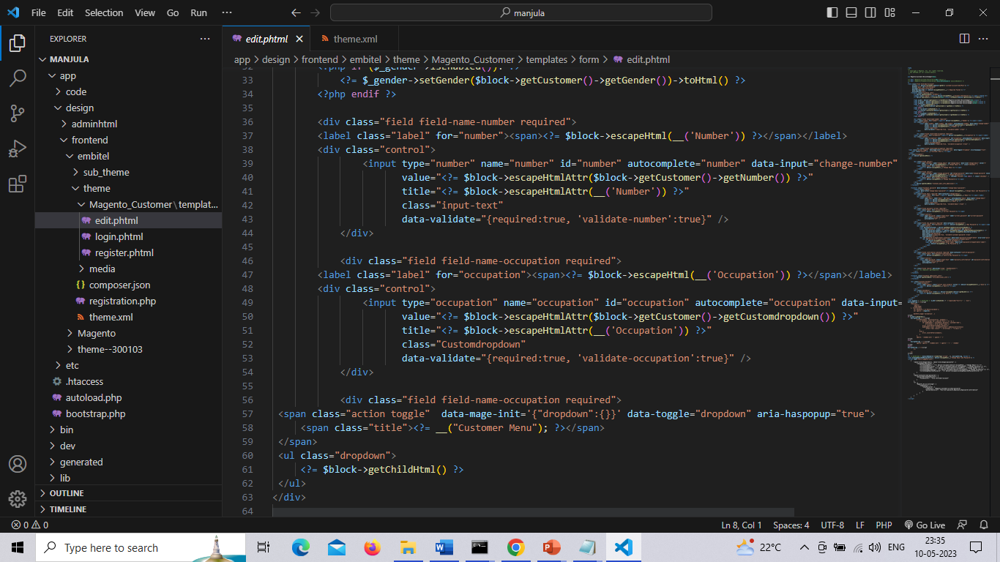 File Edit Selection View Go Run ···
manjula
EXPLORER ···
MANJULA
app
code
design
adminhtml
frontend
embitel
sub_theme
theme
Magento_Customer\templat...
edit.phtml
login.phtml
register.phtml
media
composer.json
registration.php
theme.xml
Magento
theme--300103
etc
.htaccess
autoload.php
bootstrap.php
bin
dev
generated
lib
OUTLINE
TIMELINE
edit.phtml theme.xml ···
app > design > frontend > embitel > theme > Magento_Customer > templates > form > edit.phtml
33 <?= $_gender->setGender($block->getCustomer()->getGender())->toHtml() ?>
34 <?php endif ?>
35
36 <div class="field field-name-number required">
37 <label class="label" for="number"><span><?= $block->escapeHtml(__('Number')) ?></span></label>
38 <div class="control">
39 <input type="number" name="number" id="number" autocomplete="number" data-input="change-number"
40 value="<?= $block->escapeHtmlAttr($block->getCustomer()->getNumber()) ?>"
41 title="<?= $block->escapeHtmlAttr(__('Number')) ?>"
42 class="input-text"
43 data-validate="{required:true, 'validate-number':true}" />
44 </div>
45
46 <div class="field field-name-occupation required">
47 <label class="label" for="occupation"><span><?= $block->escapeHtml(__('Occupation')) ?></span></label>
48 <div class="control">
49 <input type="occupation" name="occupation" id="occupation" autocomplete="occupation" data-input=
50 value="<?= $block->escapeHtmlAttr($block->getCustomer()->getCustomdropdown()) ?>"
51 title="<?= $block->escapeHtmlAttr(__('Occupation')) ?>"
52 class="Customdropdown"
53 data-validate="{required:true, 'validate-occupation':true}" />
54 </div>
55
56 <div class="field field-name-occupation required">
57 <span class="action toggle"  data-mage-init='{"dropdown":{}}' data-toggle="dropdown" aria-haspopup="true">
58 <span class="title"><?= __("Customer Menu"); ?></span>
59 </span>
60 <ul class="dropdown">
61 <?= $block->getChildHtml() ?>
62 </ul>
63 </div>
64
0 0 Ln 8, Col 1 Spaces: 4 UTF-8 LF PHP Go Live
Type here to search 22°C ENG 23:35
10-05-2023